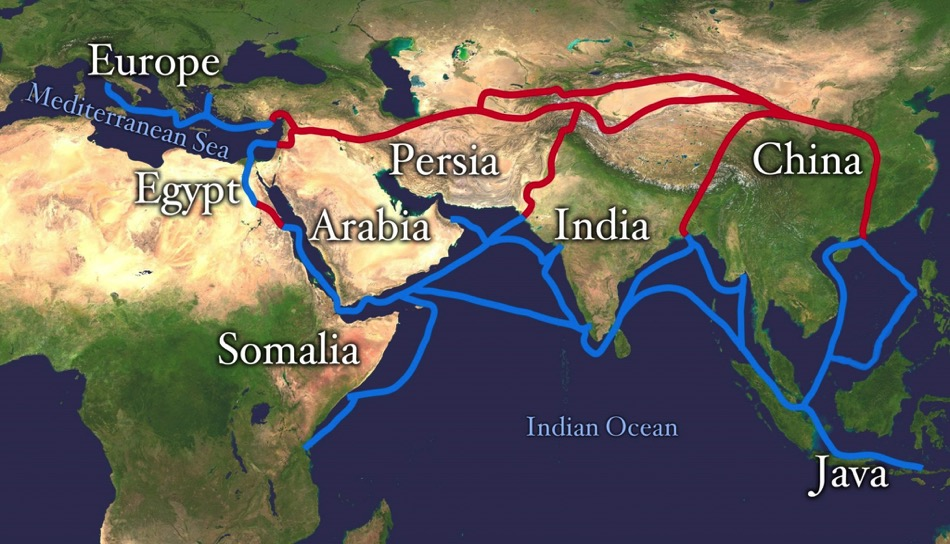 Europe
Mediterranean Sea
Egypt
Persia
Arabia
India
China
Somalia
Indian Ocean
Java